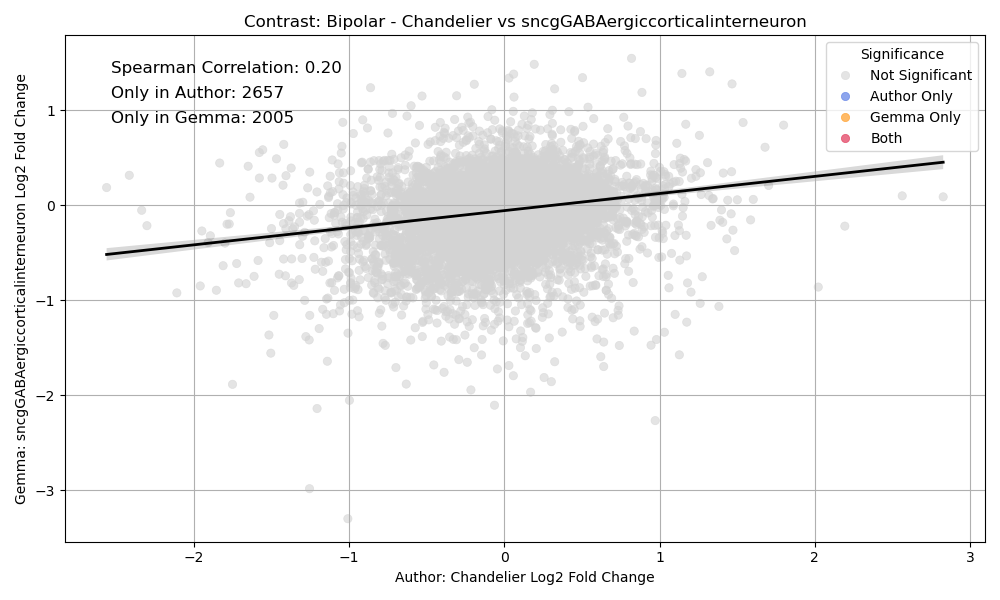 Contrast: Bipolar - Chandelier vs sncgGABAergiccorticalinterneuron
Spearman Correlation: 0.20
Only in Author: 2657
Only in Gemma: 2005
Significance
Not Significant
Author Only
Gemma Only
Both
Gemma: sncgGABAergiccorticalinterneuron Log2 Fold Change
1
0
−1
−2
−3
−2
−1
0
1
2
3
Author: Chandelier Log2 Fold Change